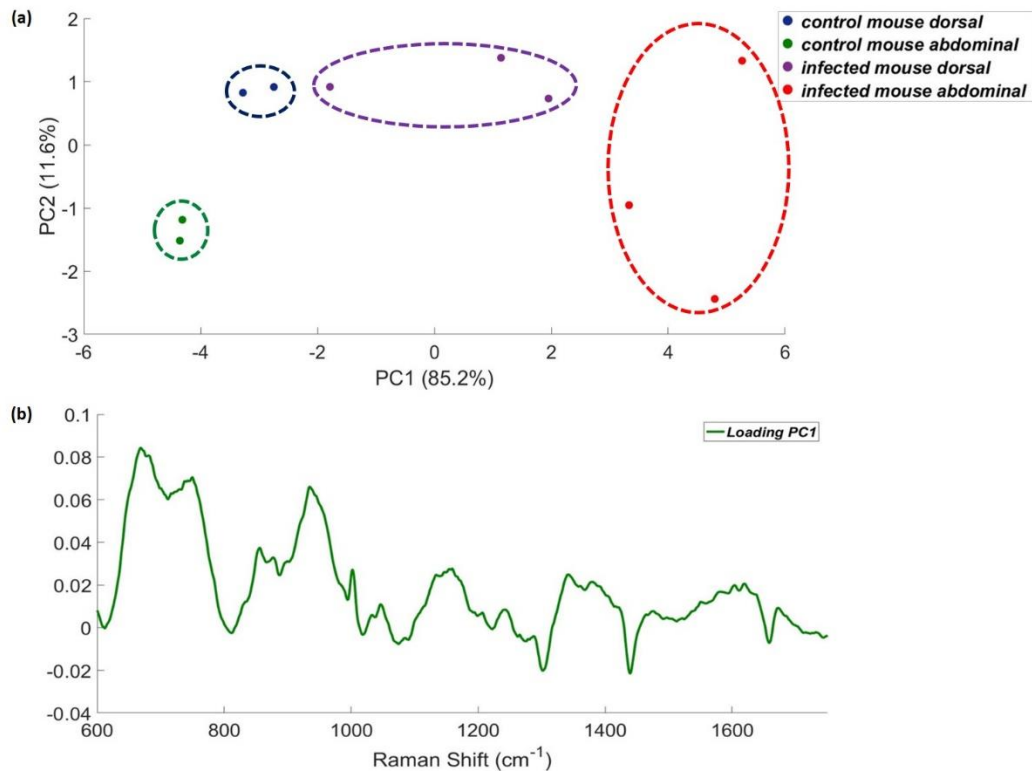 (a)
2
1
0
-1
-2
-3
PC2 (11.6%)
-6 -4 -2 0 2 4 6
PC1 (85.2%)
control mouse dorsal
control mouse abdominal
infected mouse dorsal
infected mouse abdominal
(b)
0.1
0.08
0.06
0.04
0.02
0
-0.02
-0.04
600 800 1000 1200 1400 1600
Raman Shift (cm⁻¹)
Loading PC1